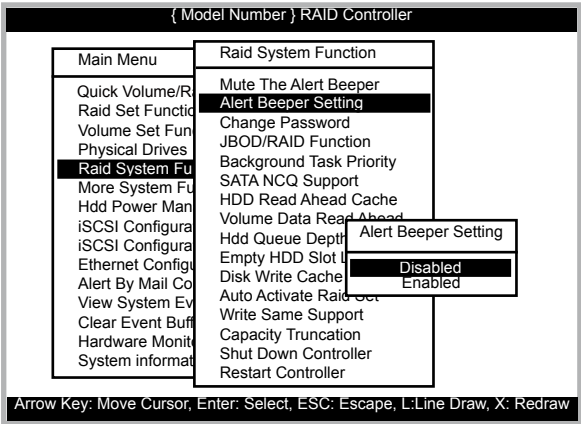 { Model Number } RAID Controller
Main Menu
Quick Volume/R
Raid Set Functio
Volume Set Fun
Physical Drives
Raid System Fu
More System Fu
Hdd Power Man
iSCSI Configura
iSCSI Configura
Ethernet Configu
Alert By Mail Co
View System Ev
Clear Event Buff
Hardware Monit
System informat
Raid System Function
Mute The Alert Beeper
Alert Beeper Setting
Change Password
JBOD/RAID Function
Background Task Priority
SATA NCQ Support
HDD Read Ahead Cache
Volume Data Read Ahead
Hdd Queue Depth
Empty HDD Slot
Disk Write Cache
Auto Activate Raid Set
Write Same Support
Capacity Truncation
Shut Down Controller
Restart Controller
Alert Beeper Setting
Disabled
Enabled
Arrow Key: Move Cursor, Enter: Select, ESC: Escape, L:Line Draw, X: Redraw